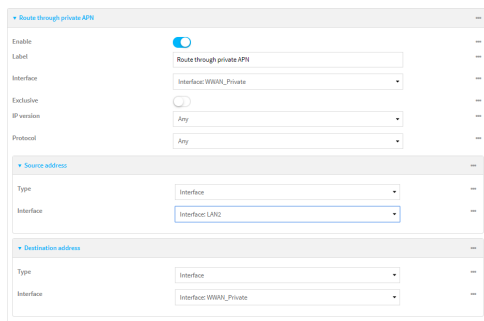 Route through private APN
Enable
Label Route through private APN
Interface Interface: WWAN_Private
Exclusive
IP version Any
Protocol Any
Source address
Type Interface
Interface Interface: LAN2
Destination address
Type Interface
Interface Interface: WWAN_Private